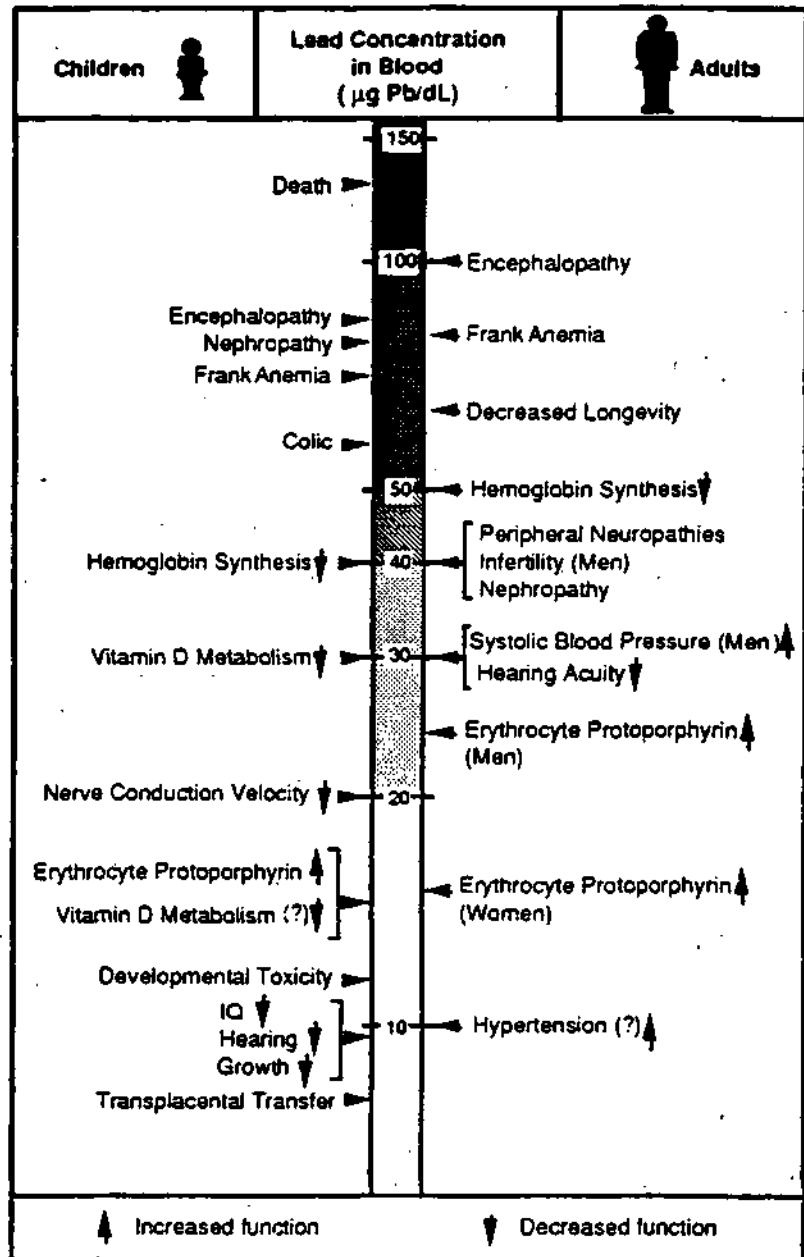 Children
Lead Concentration
in Blood
(µg Pb/dL)
Adults
150
Death
100
Encephalopathy
Encephalopathy
Nephropathy
Frank Anemia
Frank Anemia
Decreased Longevity
Colic
50
Hemoglobin Synthesis
Peripheral Neuropathies
Hemoglobin Synthesis
40
Infertility (Men)
Nephropathy
Systolic Blood Pressure (Men)
Vitamin D Metabolism
30
Hearing Acuity
Erythrocyte Protoporphyrin
(Men)
Nerve Conduction Velocity
20
Erythrocyte Protoporphyrin
Vitamin D Metabolism (?)
Erythrocyte Protoporphyrin
(Women)
Developmental Toxicity
IQ
Hearing
Growth
10
Hypertension (?)
Transplacental Transfer
Increased function
Decreased function